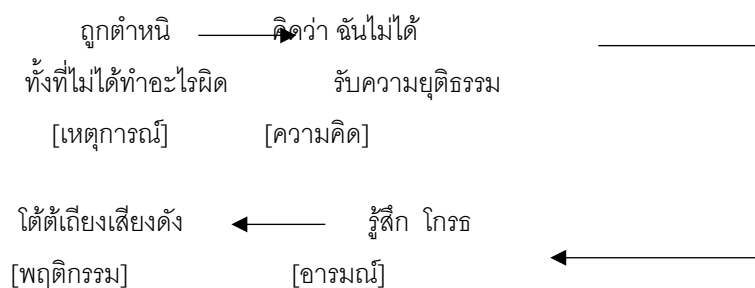 ถูกตำหนิ คิดว่า ฉันไม่ได้
ทั้งที่ไม่ได้ทำอะไรผิด รับความยุติธรรม
[เหตุการณ์] [ความคิด]
โต้ต้เถียงเสียงดัง รู้สึก โกรธ
[พฤติกรรม] [อารมณ์]